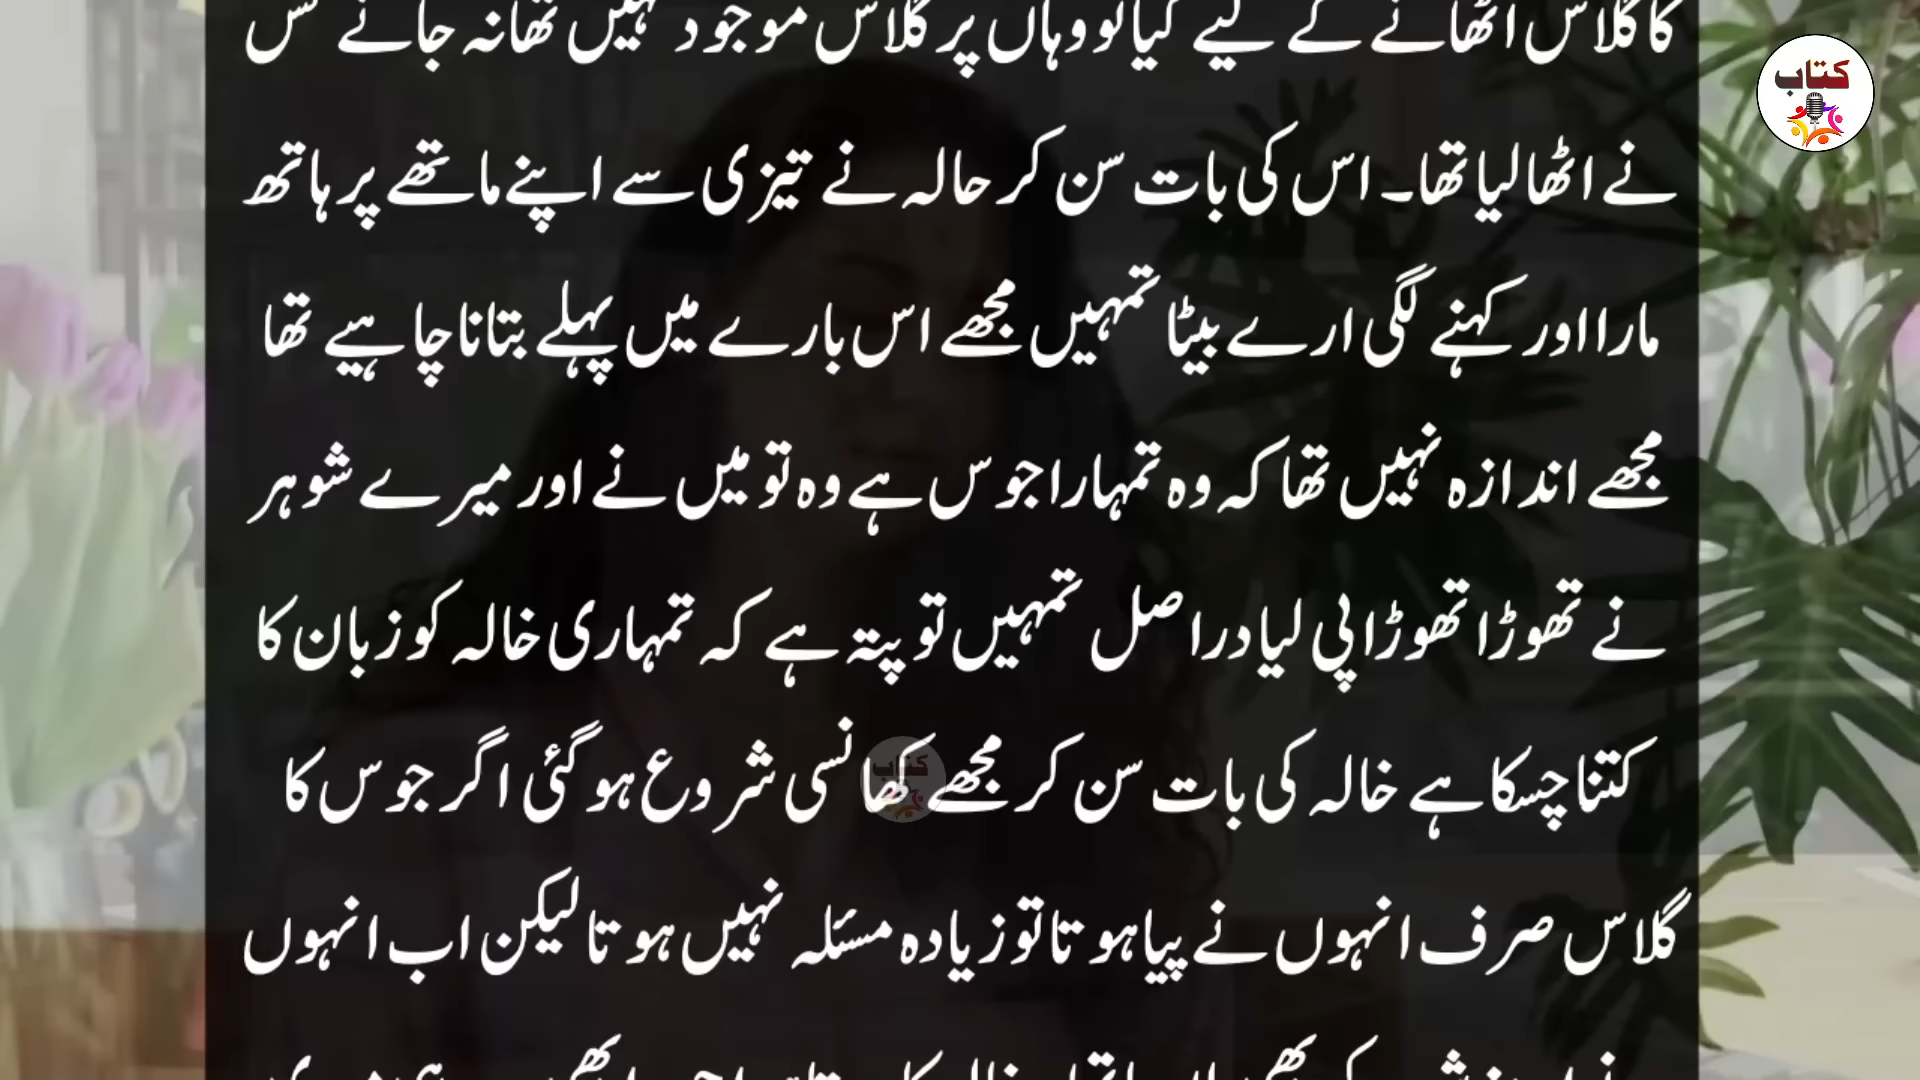 کا گلاس اٹھانے کے لیے گیا تو وہاں پر گلاس موجود نہیں تھا نہ جانے کس
نے اٹھا لیا تھا۔ اس کی بات سن کر حالہ نے تیزی سے اپنے ماتھے پر ہاتھ
مارا اور کہنے لگی ارے بیٹا تمہیں مجھے اس بارے میں پہلے بتانا چاہیے تھا
مجھے اندازہ نہیں تھا کہ وہ تمہارا جوس ہے وہ تو میں نے اور میرے شوہر
نے تھوڑا تھوڑا پی لیا دراصل تمہیں تو پتہ ہے کہ تمہاری خالہ کو زبان کا
کتنا چسکا ہے خالہ کی بات سن کر مجھے کھانسی شروع ہو گئی اگر جوس کا
گلاس صرف انہوں نے پیا ہوتا تو زیادہ مسئلہ نہیں ہوتا لیکن اب انہوں
کتاب
کتاب